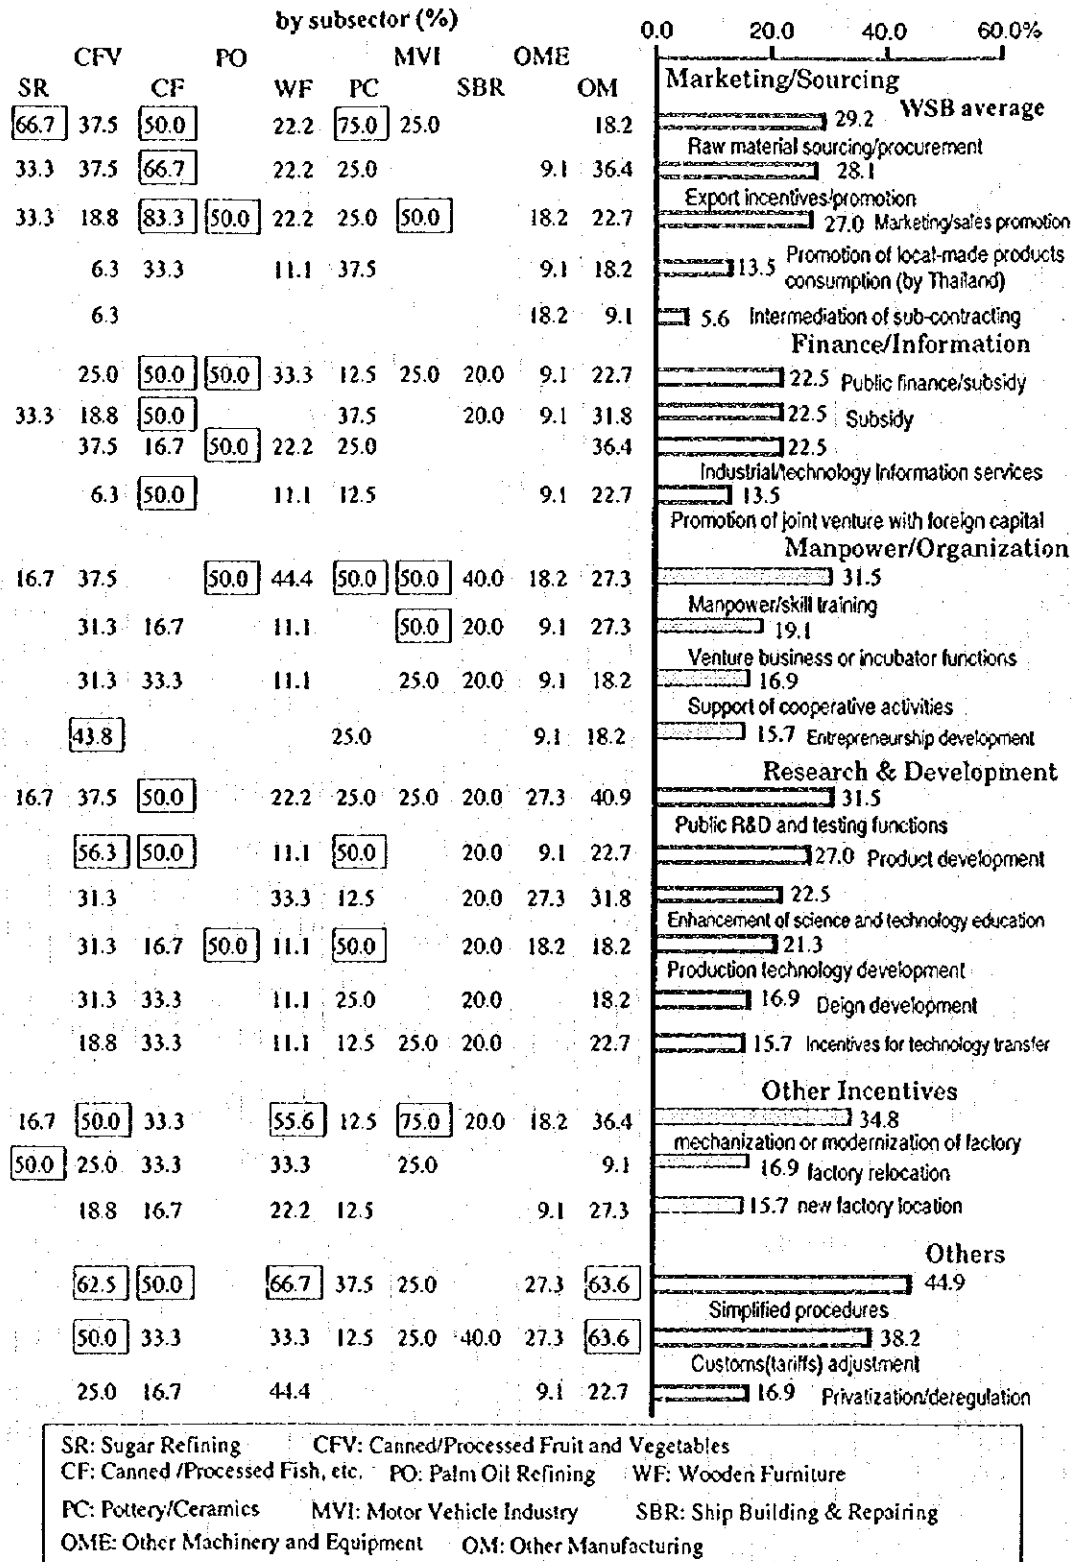 by subsector (%)
0.0 20.0 40.0 60.0%
CFV PO MVI OME
SR CF WF PC SBR OM
Marketing/Sourcing
WSB average
66.7 37.5 50.0 22.2 75.0 25.0 18.2 29.2
Raw material sourcing/procurement
33.3 37.5 66.7 22.2 25.0 9.1 36.4 28.1
Export incentives/promotion
33.3 18.8 83.3 50.0 22.2 25.0 50.0 18.2 22.7 27.0 Marketing/sales promotion
6.3 33.3 11.1 37.5 9.1 18.2 13.5 Promotion of local-made products
consumption (by Thailand)
6.3 18.2 9.1 5.6 Intermediation of sub-contracting
Finance/Information
25.0 50.0 50.0 33.3 12.5 25.0 20.0 9.1 22.7 22.5 Public finance/subsidy
33.3 18.8 50.0 37.5 20.0 9.1 31.8 22.5 Subsidy
37.5 16.7 50.0 22.2 25.0 36.4 22.5
Industrial/technology information services
6.3 50.0 11.1 12.5 9.1 22.7 13.5
Promotion of joint venture with foreign capital
Manpower/Organization
16.7 37.5 50.0 44.4 50.0 50.0 40.0 18.2 27.3 31.5
Manpower/skill training
31.3 16.7 11.1 50.0 20.0 9.1 27.3 19.1
Venture business or incubator functions
31.3 33.3 11.1 25.0 20.0 9.1 18.2 16.9
Support of cooperative activities
43.8 25.0 9.1 18.2 15.7 Entrepreneurship development
Research & Development
16.7 37.5 50.0 22.2 25.0 25.0 20.0 27.3 40.9 31.5
Public R&D and testing functions
56.3 50.0 11.1 50.0 20.0 9.1 22.7 27.0 Product development
31.3 33.3 12.5 20.0 27.3 31.8 22.5
Enhancement of science and technology education
31.3 16.7 50.0 11.1 50.0 20.0 18.2 18.2 21.3
Production technology development
31.3 33.3 11.1 25.0 20.0 18.2 16.9 Deign development
18.8 33.3 11.1 12.5 25.0 20.0 22.7 15.7 Incentives for technology transfer
Other Incentives
16.7 50.0 33.3 55.6 12.5 75.0 20.0 18.2 36.4 34.8
mechanization or modernization of factory
50.0 25.0 33.3 33.3 25.0 9.1 16.9 factory relocation
18.8 16.7 22.2 12.5 9.1 27.3 15.7 new factory location
Others
62.5 50.0 66.7 37.5 25.0 27.3 63.6 44.9
Simplified procedures
50.0 33.3 33.3 12.5 25.0 40.0 27.3 63.6 38.2
Customs(tariffs) adjustment
25.0 16.7 44.4 9.1 22.7 16.9 Privatization/deregulation
SR: Sugar Refining CFV: Canned/Processed Fruit and Vegetables
CF: Canned /Processed Fish, etc. PO: Palm Oil Refining WF: Wooden Furniture
PC: Pottery/Ceramics MVI: Motor Vehicle Industry SBR: Ship Building & Repairing
OME: Other Machinery and Equipment OM: Other Manufacturing